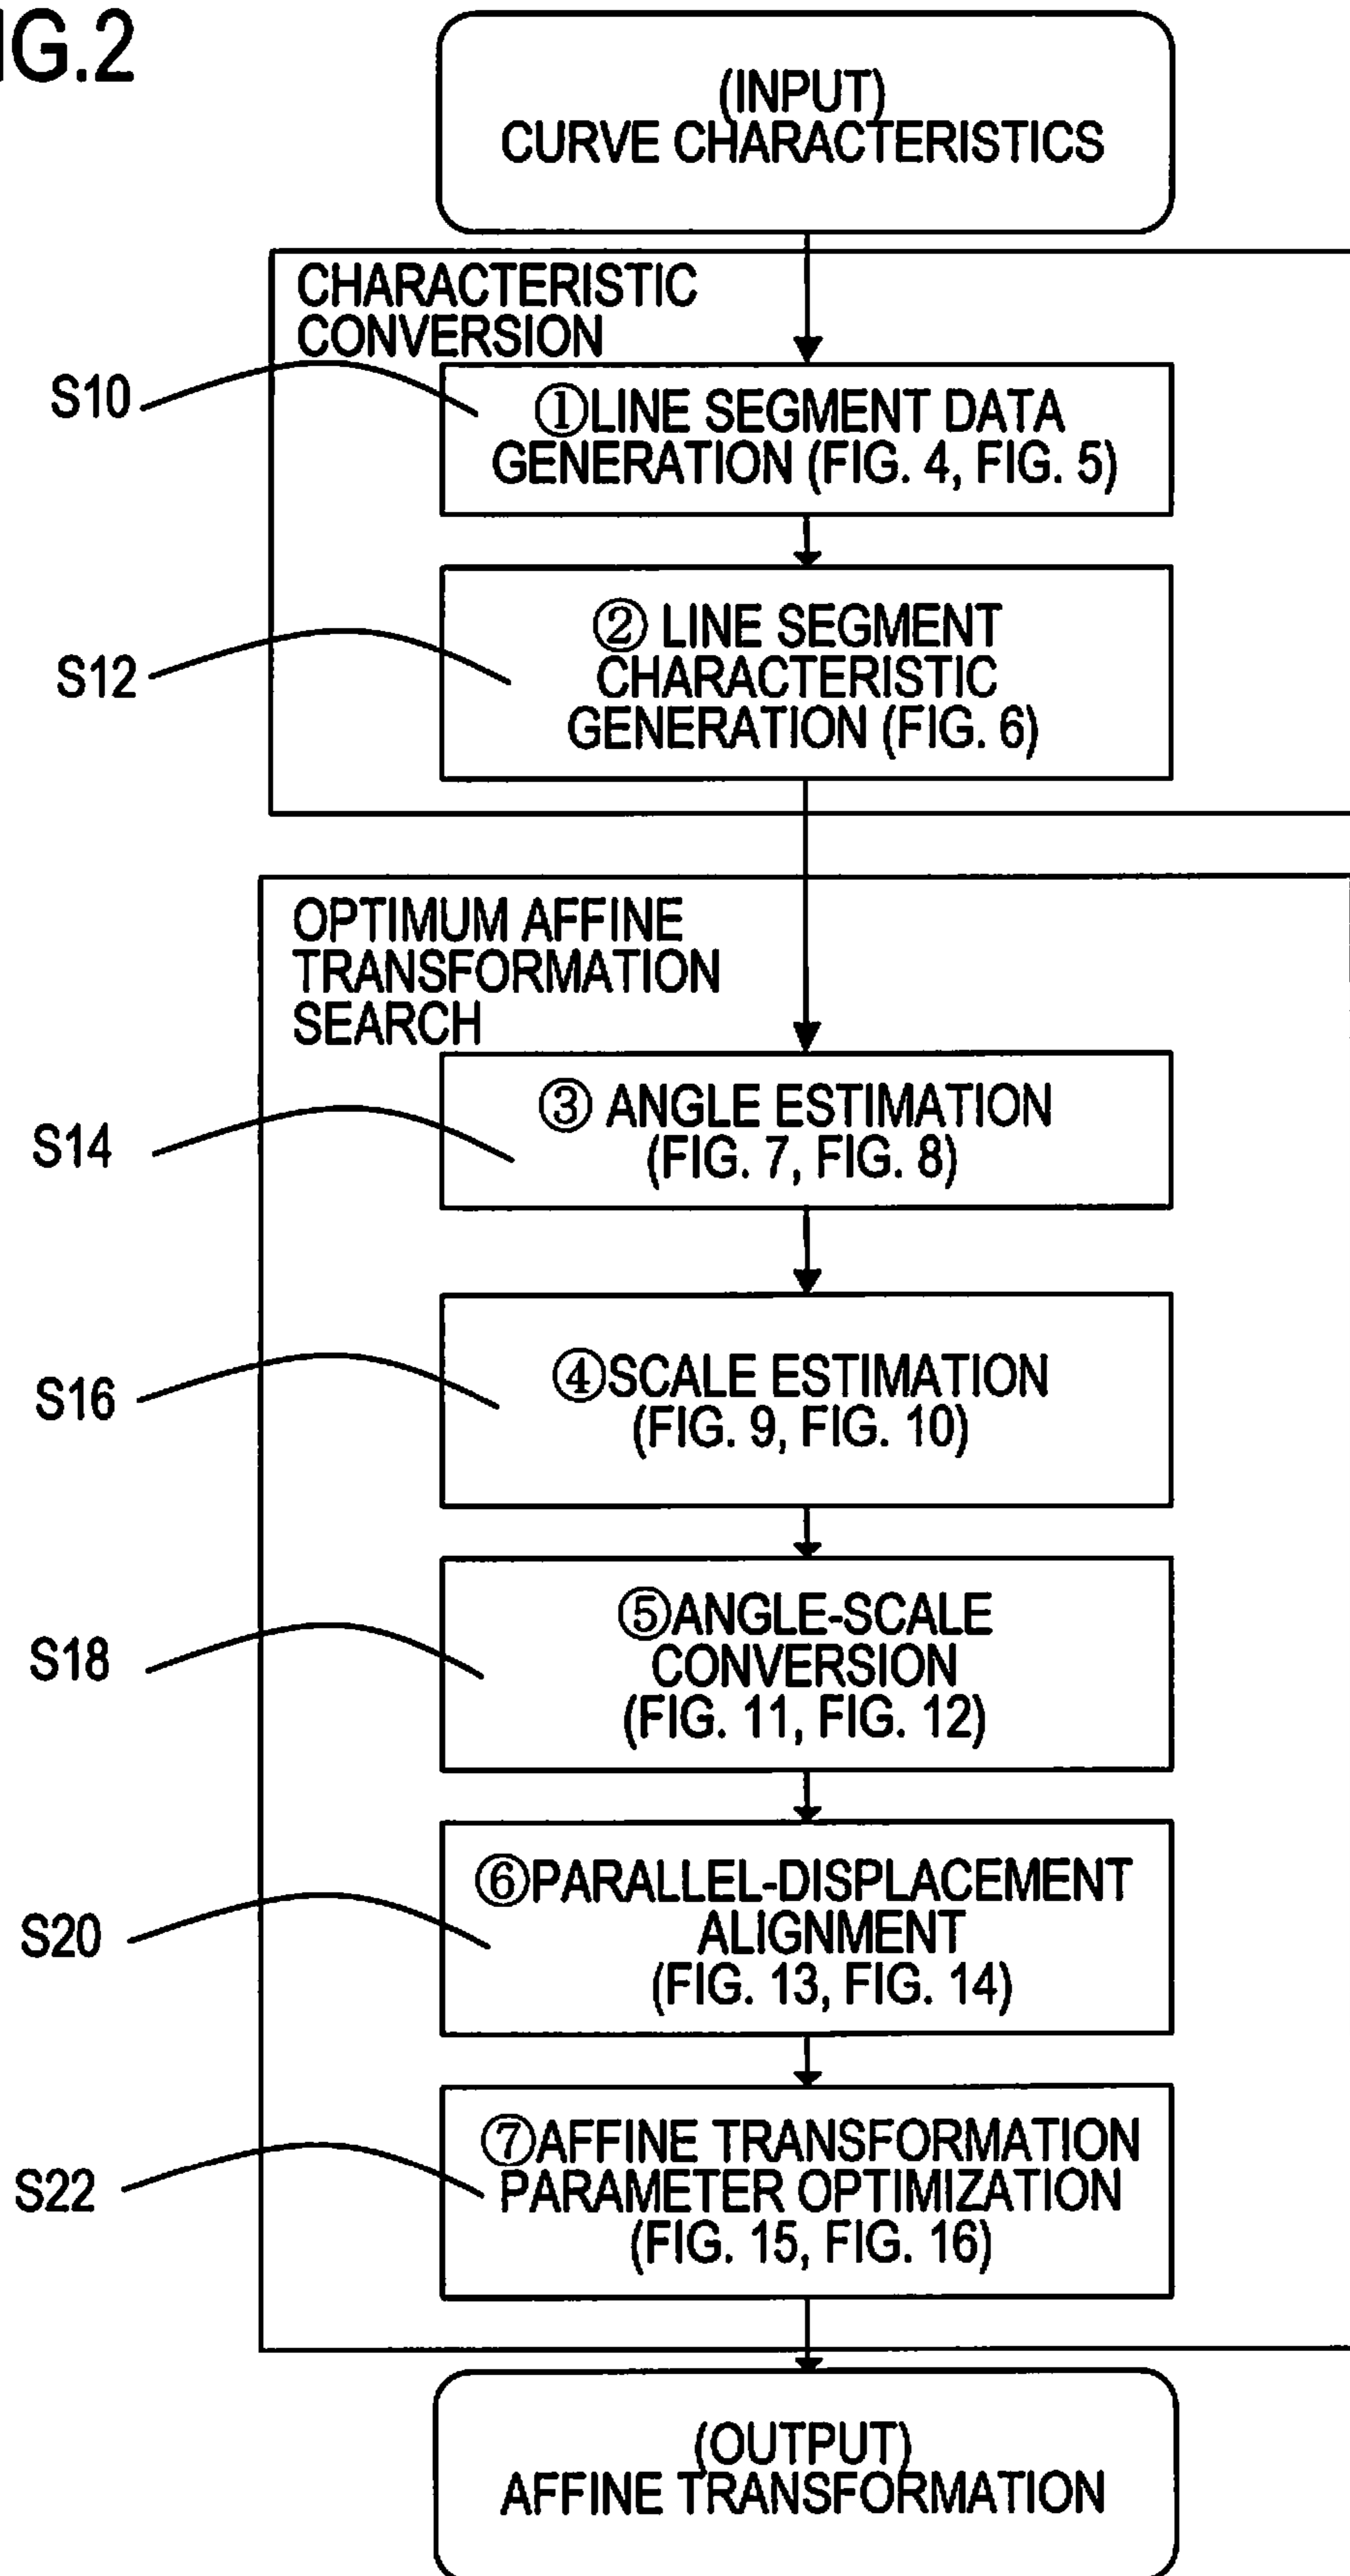 IG.2
(INPUT)
CURVE CHARACTERISTICS
CHARACTERISTIC
CONVERSION
S10
①LINE SEGMENT DATA
GENERATION (FIG. 4, FIG. 5)
S12
② LINE SEGMENT
CHARACTERISTIC
GENERATION (FIG. 6)
OPTIMUM AFFINE
TRANSFORMATION
SEARCH
S14
③ ANGLE ESTIMATION
(FIG. 7, FIG. 8)
S16
④SCALE ESTIMATION
(FIG. 9, FIG. 10)
S18
⑤ANGLE-SCALE
CONVERSION
(FIG. 11, FIG. 12)
S20
⑥PARALLEL-DISPLACEMENT
ALIGNMENT
(FIG. 13, FIG. 14)
S22
⑦AFFINE TRANSFORMATION
PARAMETER OPTIMIZATION
(FIG. 15, FIG. 16)
(OUTPUT)
AFFINE TRANSFORMATION